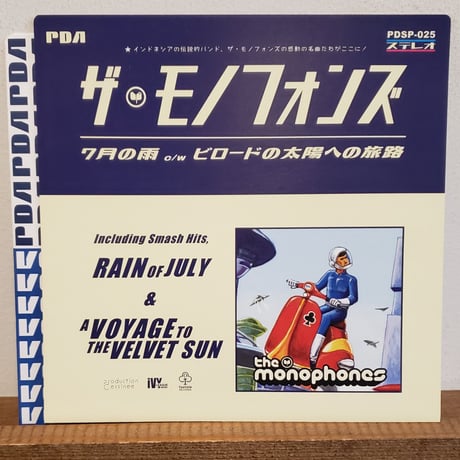 PDA
PDSP-025
ステレオ
★インドネシアの伝説的バンド、ザ・モノフォンズの感動の名曲たちがここに!
ザ・モノフォンズ
7月の雨 c/w ビロードの太陽への旅路
Including Smash Hits,
RAIN OF JULY
&
A VOYAGE TO
THE VELVET SUN
the
monophones
production
dessinee
ivy
PDA PDA PDA